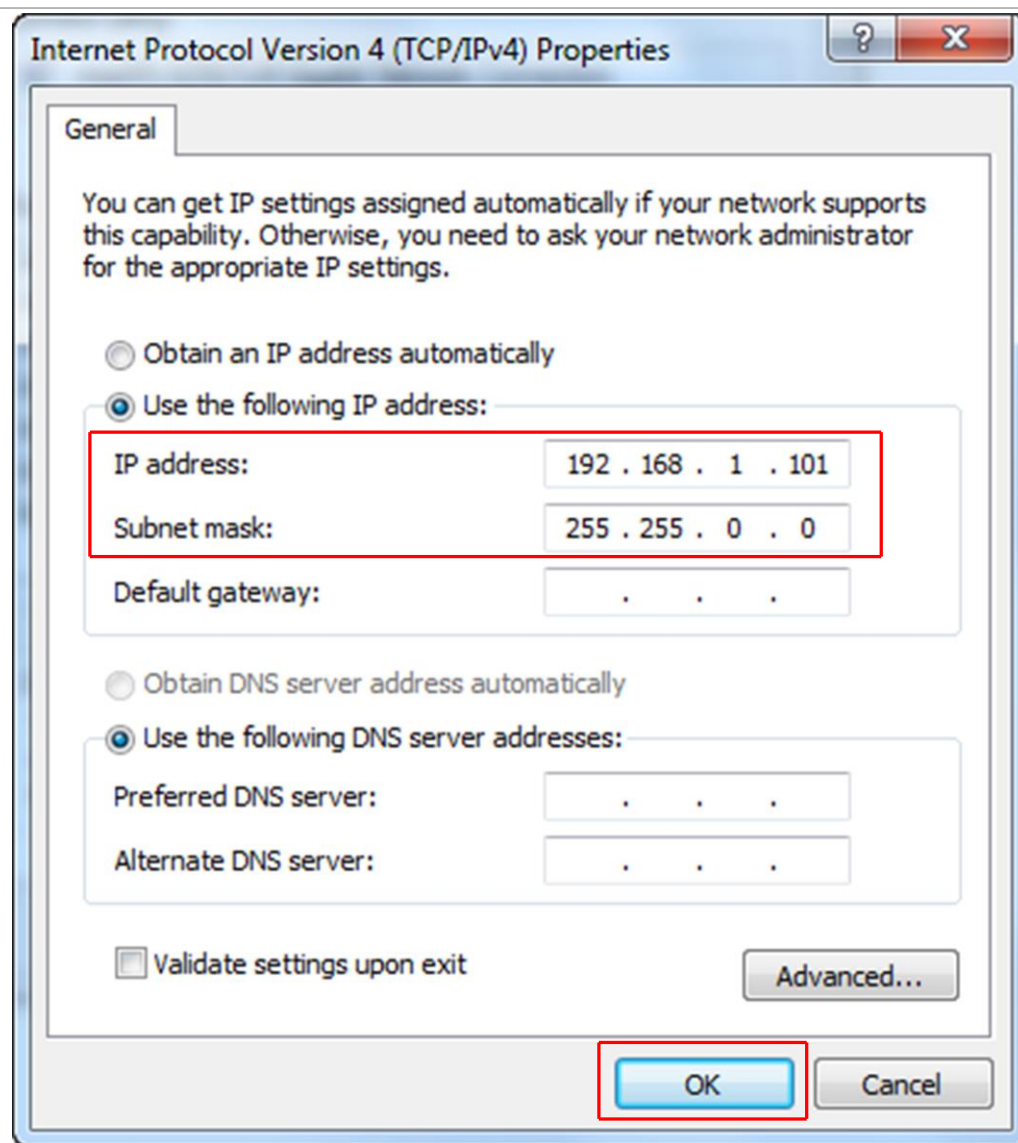 Internet Protocol Version 4 (TCP/IPv4) Properties
?
X
General
You can get IP settings assigned automatically if your network supports
this capability. Otherwise, you need to ask your network administrator
for the appropriate IP settings.
Obtain an IP address automatically
Use the following IP address:
IP address: 192 . 168 . 1 . 101
Subnet mask: 255 . 255 . 0 . 0
Default gateway: . . .
Obtain DNS server address automatically
Use the following DNS server addresses:
Preferred DNS server: . . .
Alternate DNS server: . . .
Validate settings upon exit
Advanced...
OK Cancel